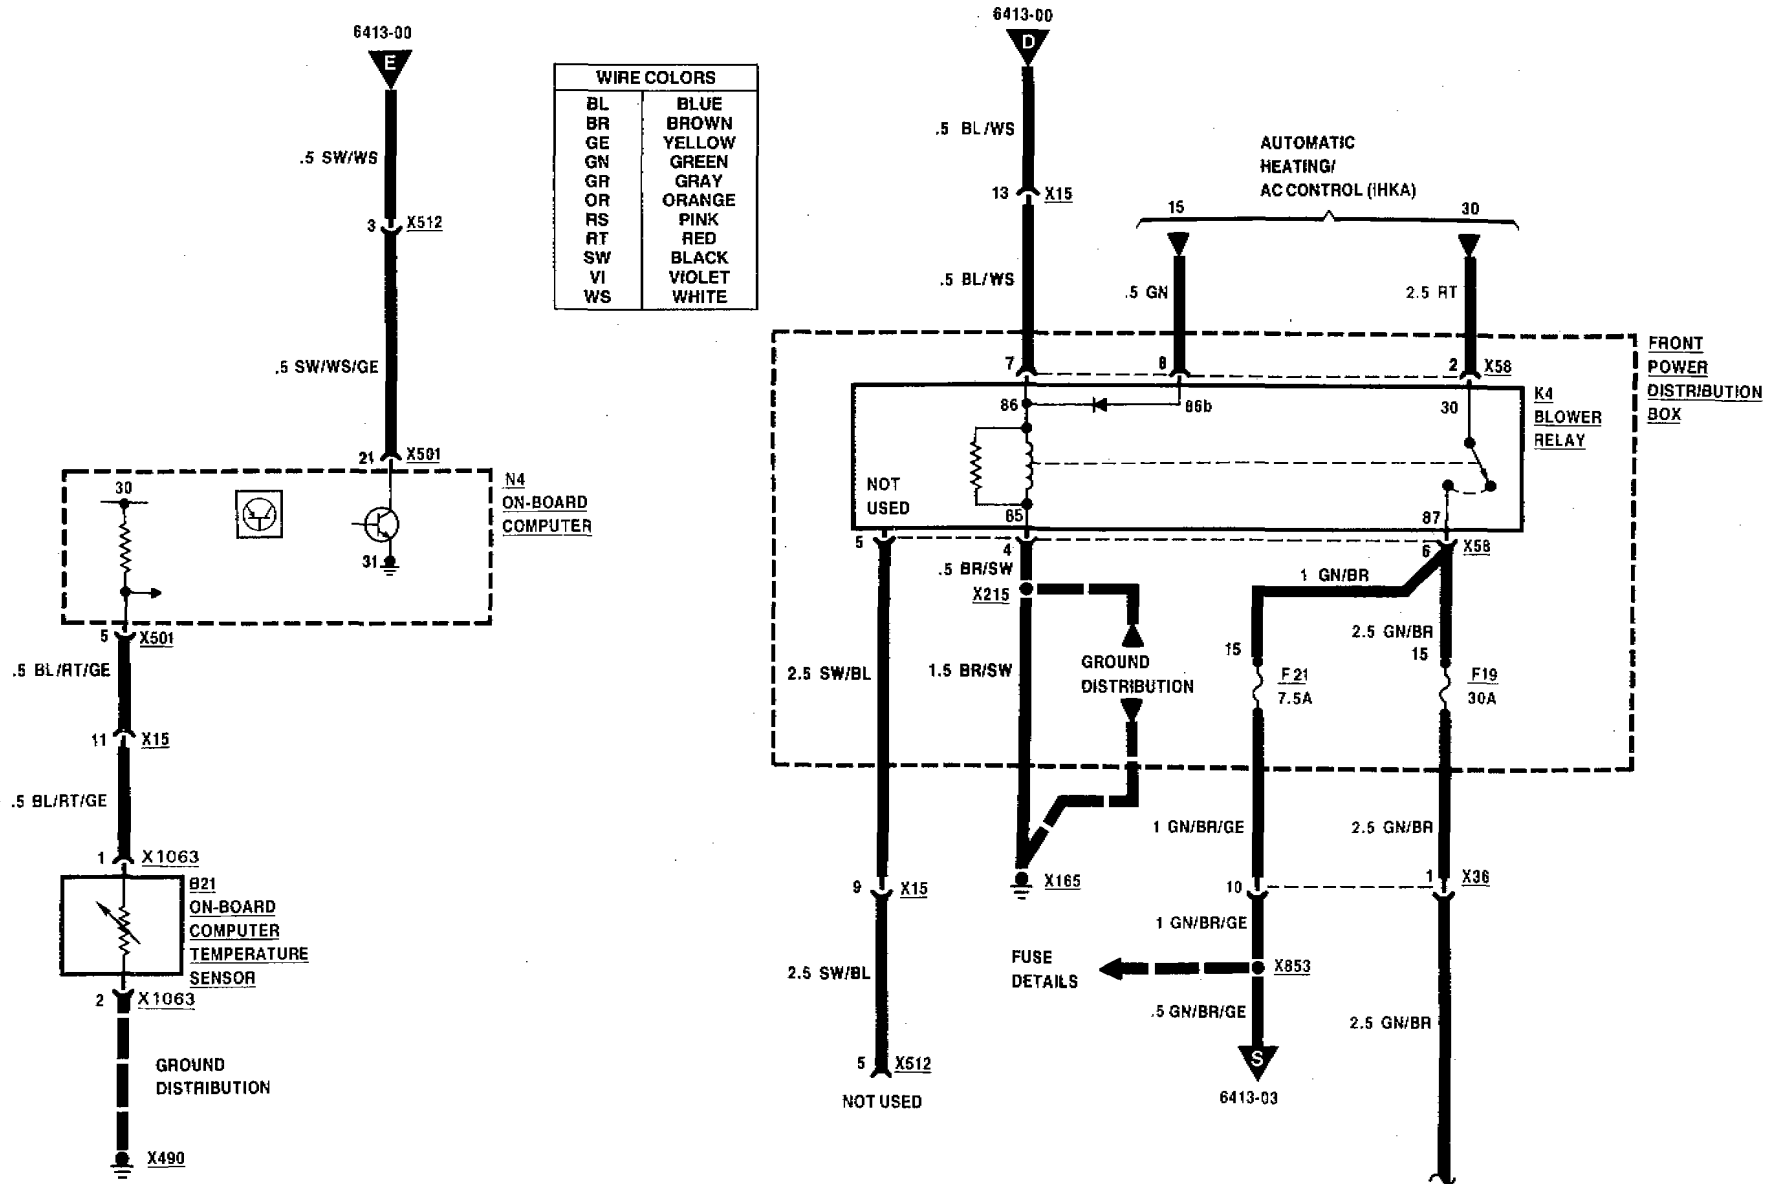 6413-00
E
.5 SW/WS
3 X512
.5 SW/WS/GE
21 X501
30
31
N4
ON-BOARD
COMPUTER
5 X501
.5 BL/RT/GE
11 X15
.5 BL/RT/GE
1 X1063
B21
ON-BOARD
COMPUTER
TEMPERATURE
SENSOR
2 X1063
GROUND
DISTRIBUTION
X490
WIRE COLORS
BL BLUE
BR BROWN
GE YELLOW
GN GREEN
GR GRAY
OR ORANGE
RS PINK
RT RED
SW BLACK
VI VIOLET
WS WHITE
6413-00
D
.5 BL/WS
13 X15
.5 BL/WS
AUTOMATIC
HEATING/
AC CONTROL (IHKA)
15 30
.5 GN
2.5 RT
FRONT
POWER
DISTRIBUTION
BOX
7 8 2 X58
86 86b 30
K4
BLOWER
RELAY
NOT
USED
85 87
5 4 6 X58
.5 BR/SW
X215
1 GN/BR
2.5 GN/BR
15 15
2.5 SW/BL
1.5 BR/SW
GROUND
DISTRIBUTION
F21
7.5A
F19
30A
1 GN/BR/GE
2.5 GN/BR
X165
9 X15
10 1 X36
1 GN/BR/GE
FUSE
DETAILS
X853
2.5 SW/BL
.5 GN/BR/GE
2.5 GN/BR
5 X512
NOT USED
S
6413-03